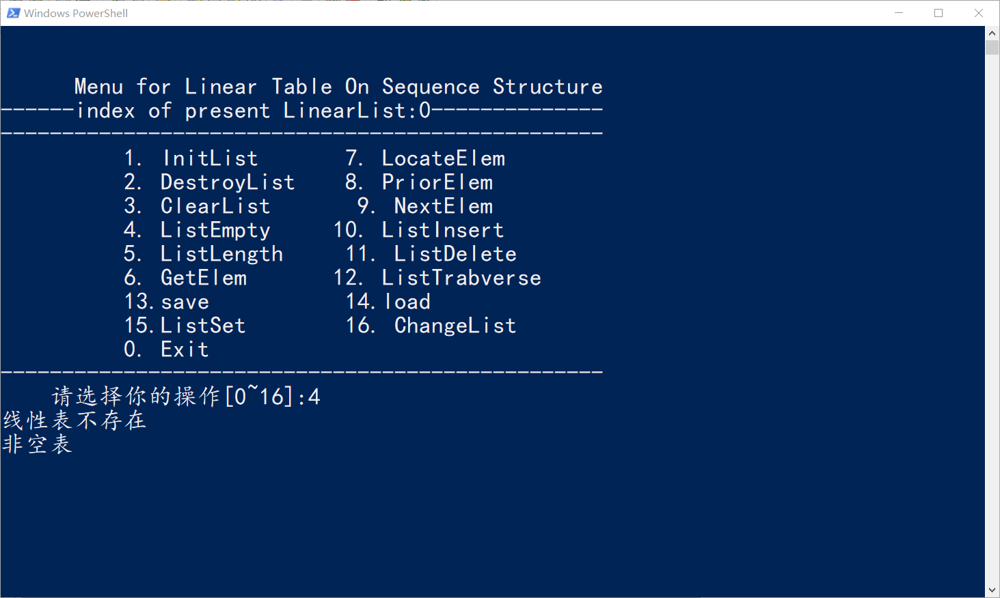 Windows PowerShell
Menu for Linear Table On Sequence Structure
------index of present LinearList:0--------------
-------------------------------------------------
1. InitList 7. LocateElem
2. DestroyList 8. PriorElem
3. ClearList 9. NextElem
4. ListEmpty 10. ListInsert
5. ListLength 11. ListDelete
6. GetElem 12. ListTrabverse
13.save 14.load
15.ListSet 16. ChangeList
0. Exit
-------------------------------------------------
请选择你的操作[0~16]:4
线性表不存在
非空表